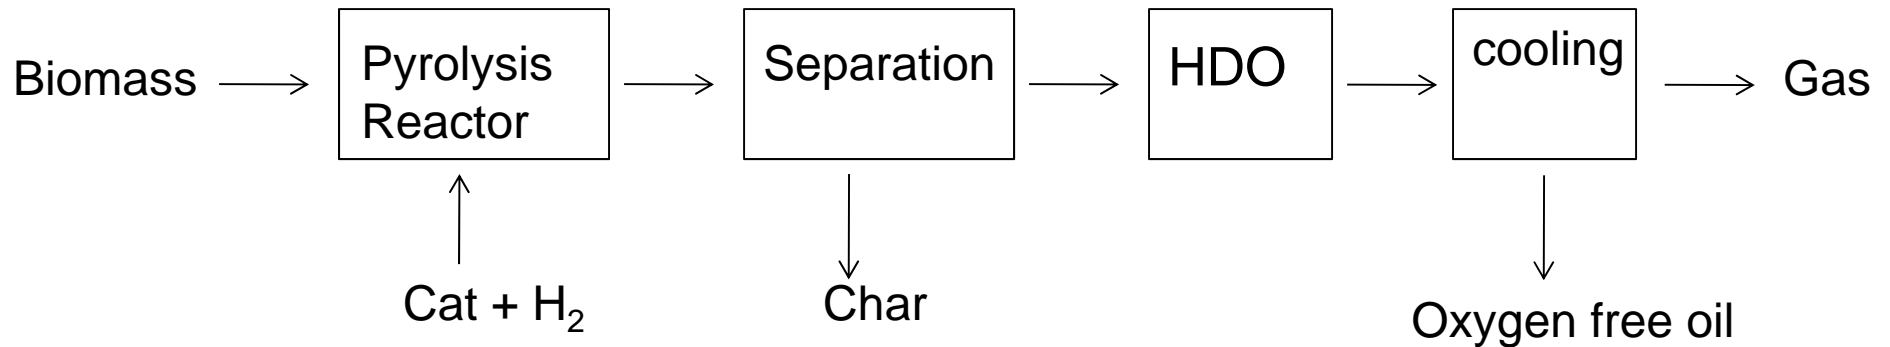 Biomass
Pyrolysis
Reactor
Separation
HDO
cooling
Gas
Cat + H₂
Char
Oxygen free oil